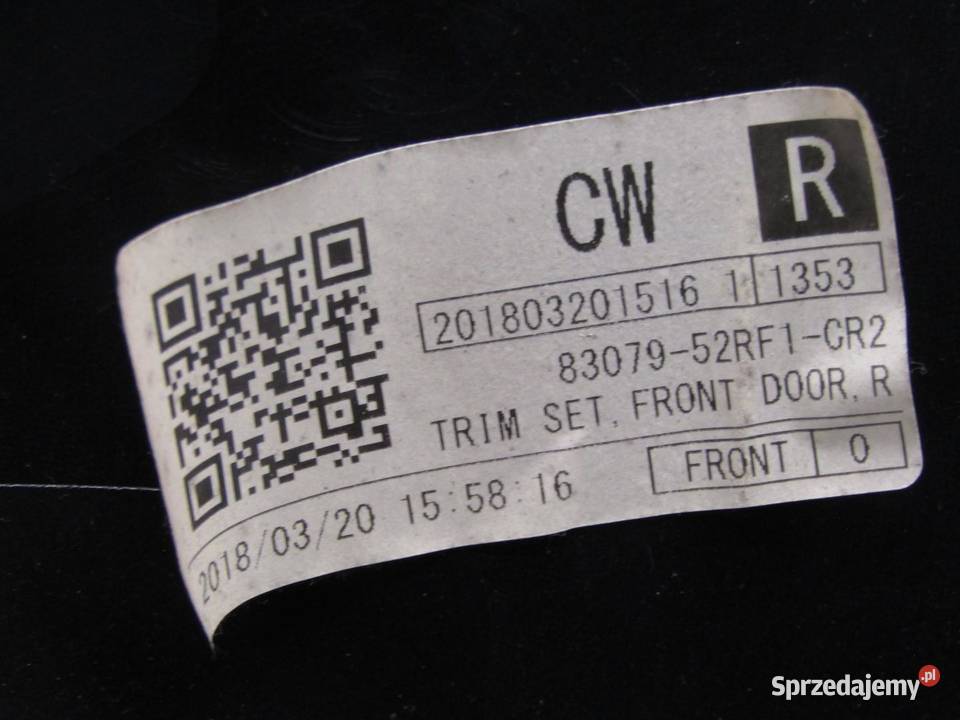 CW R
201803201516 1 1353
83079-52RF1-CR2
TRIM SET, FRONT DOOR, R
FRONT 0
2018/03/20 15:58:16
Sprzedajemy.pl